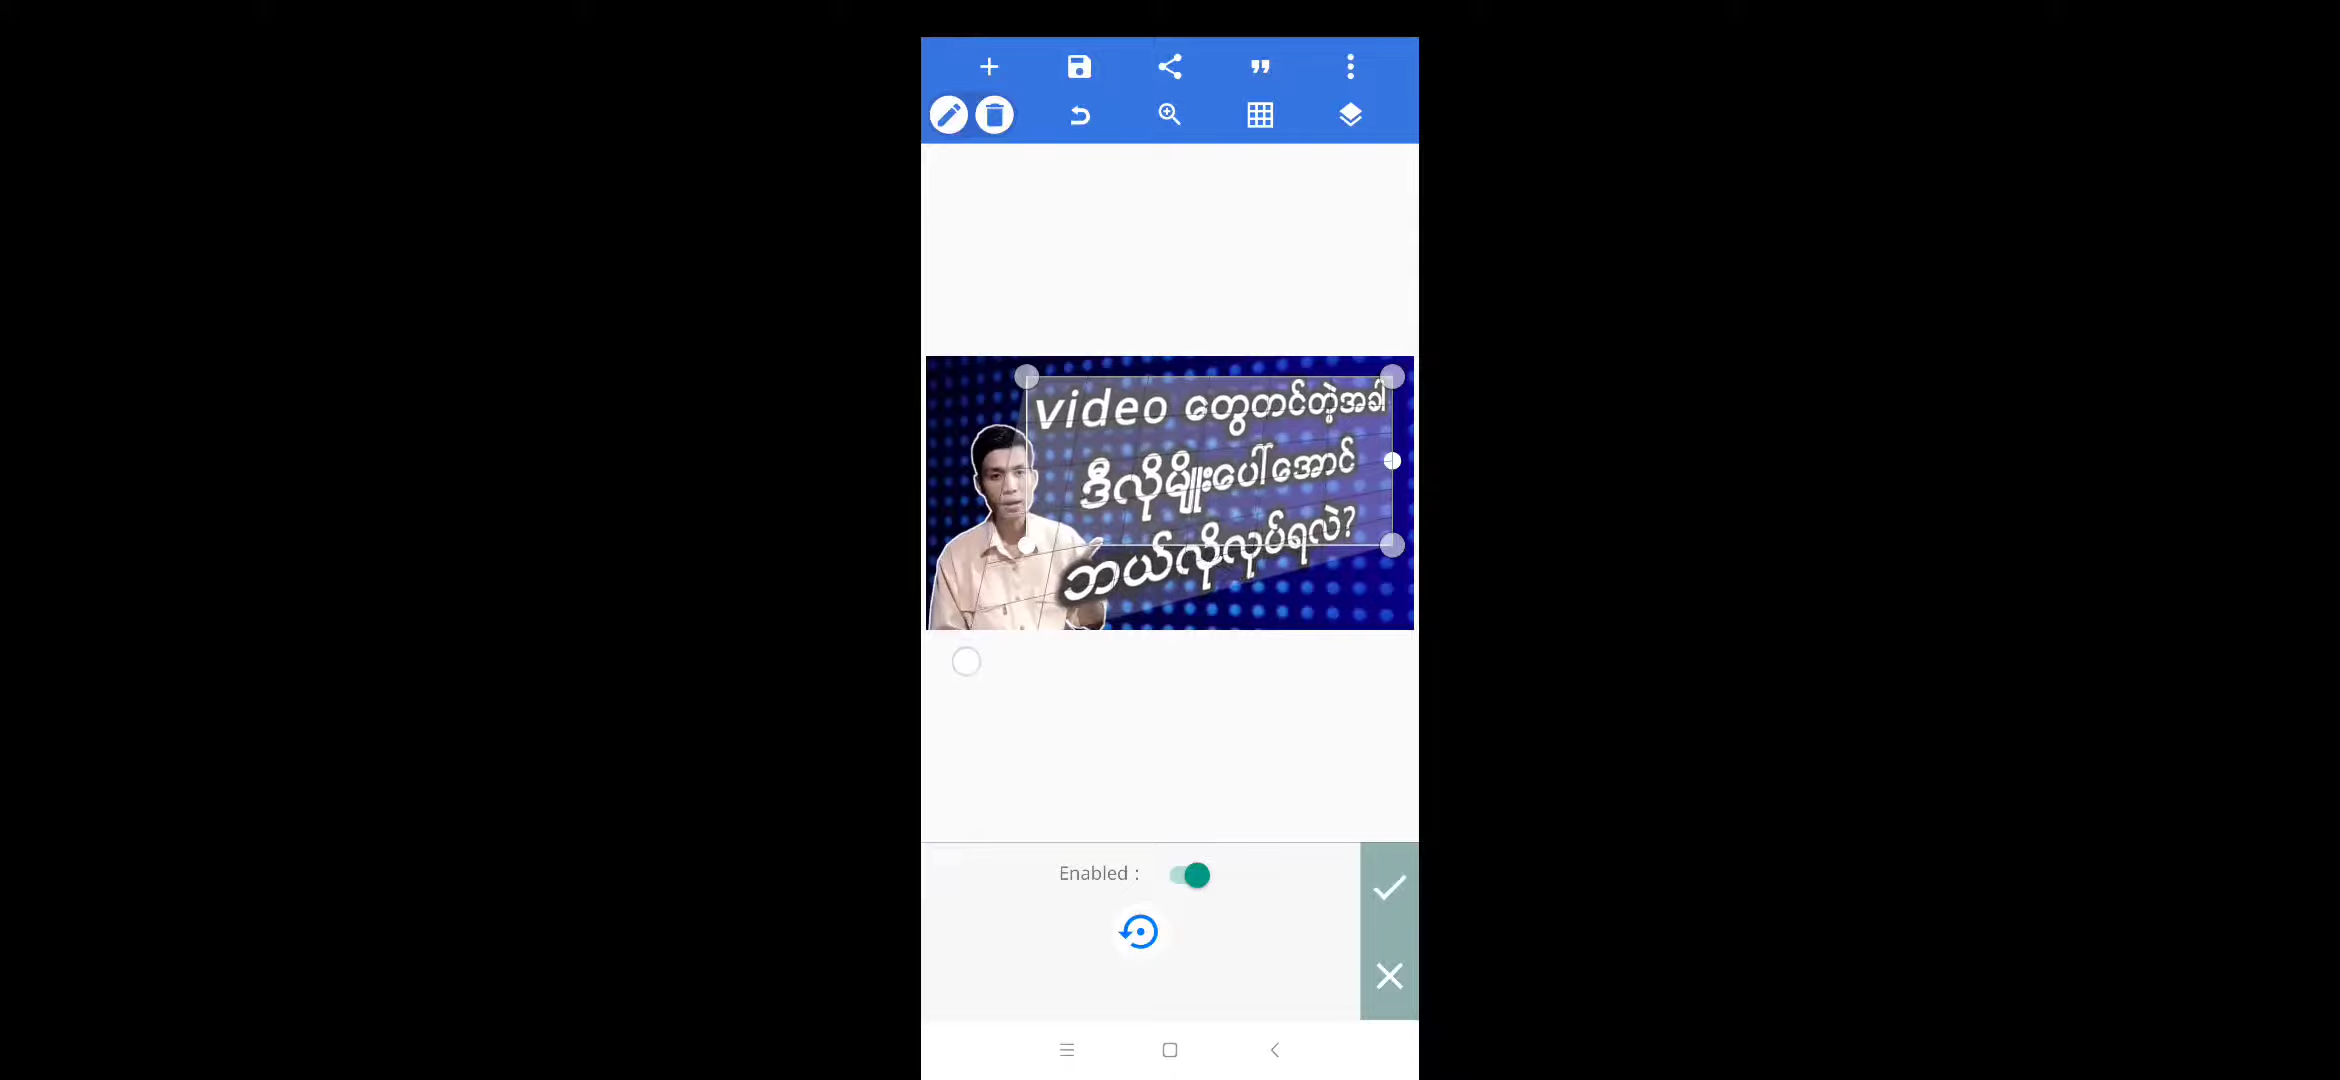 video တွေတင်တဲ့အခါ
ဒီလိုမျိုးပေါ်အောင်
ဘယ်လိုလုပ်ရလဲ?
Enabled :